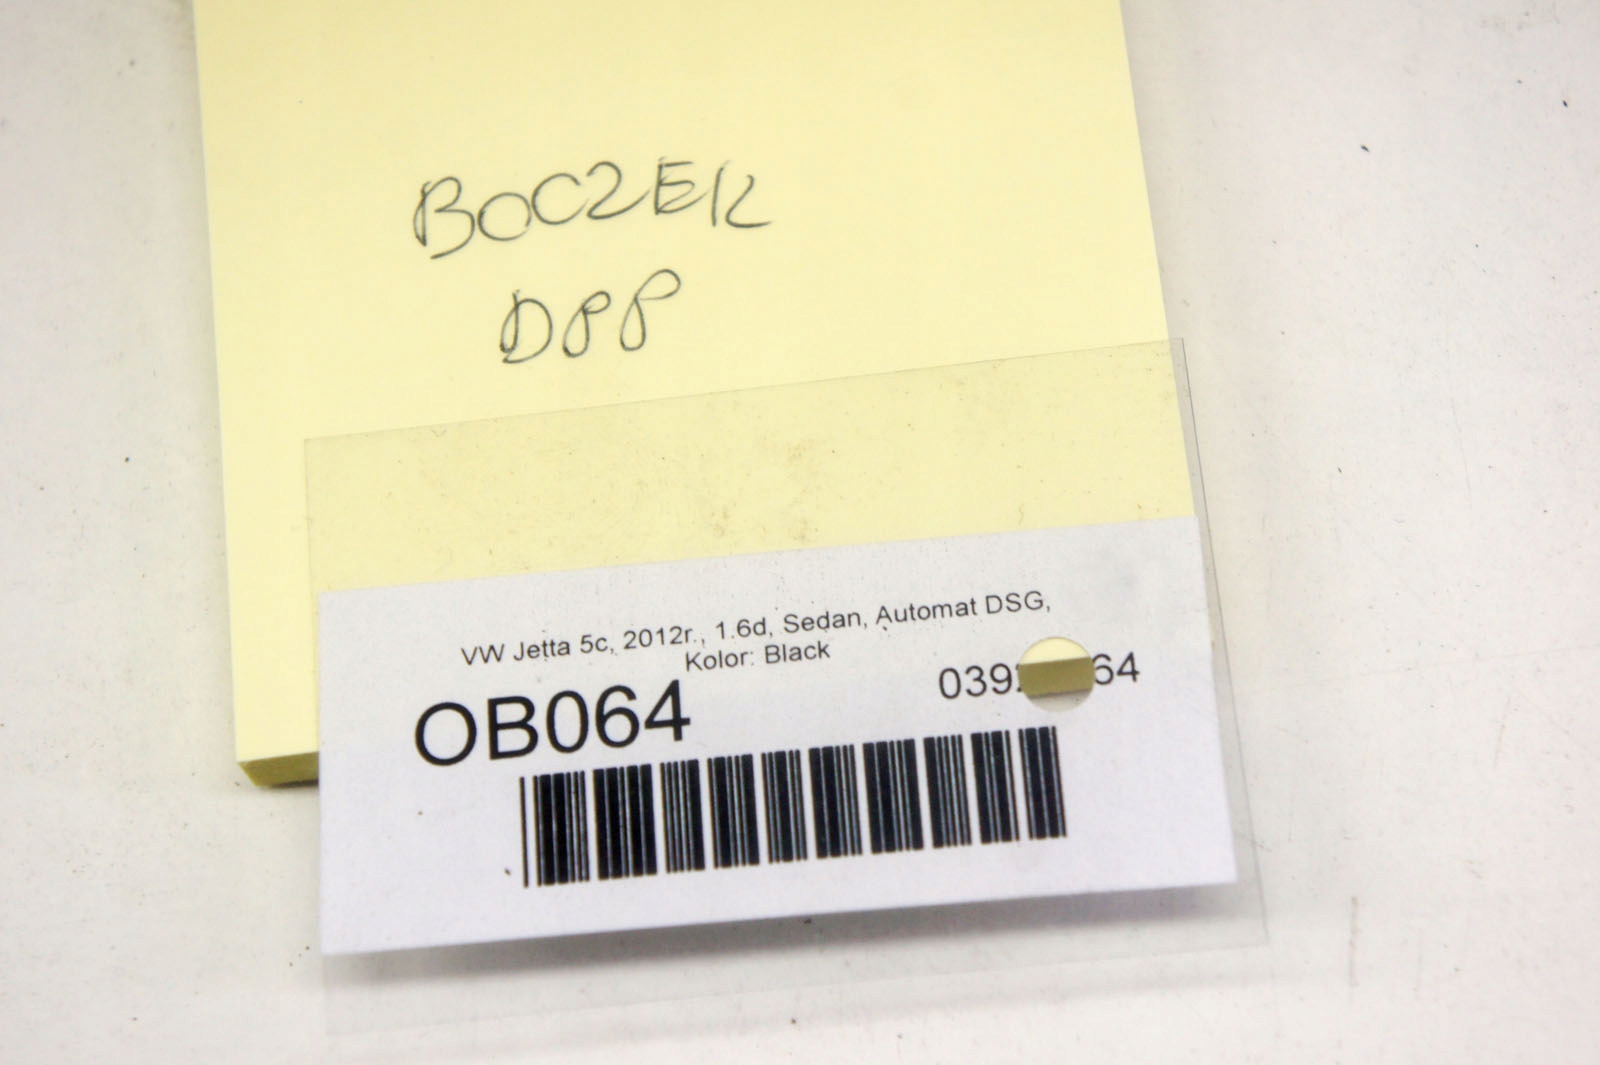 BOCZEK
DPP
VW Jetta 5c, 2012r., 1.6d, Sedan, Automat DSG,
Kolor: Black
OB064